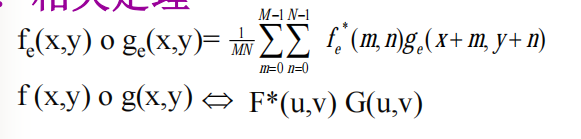 相关定理
fₑ(x,y) o gₑ(x,y)= 1/MN ∑_{m=0}^{M−1} ∑_{n=0}^{N−1} fₑ*(m,n)gₑ(x+m,y+n)
f (x,y) o g(x,y) ⇔ F*(u,v) G(u,v)